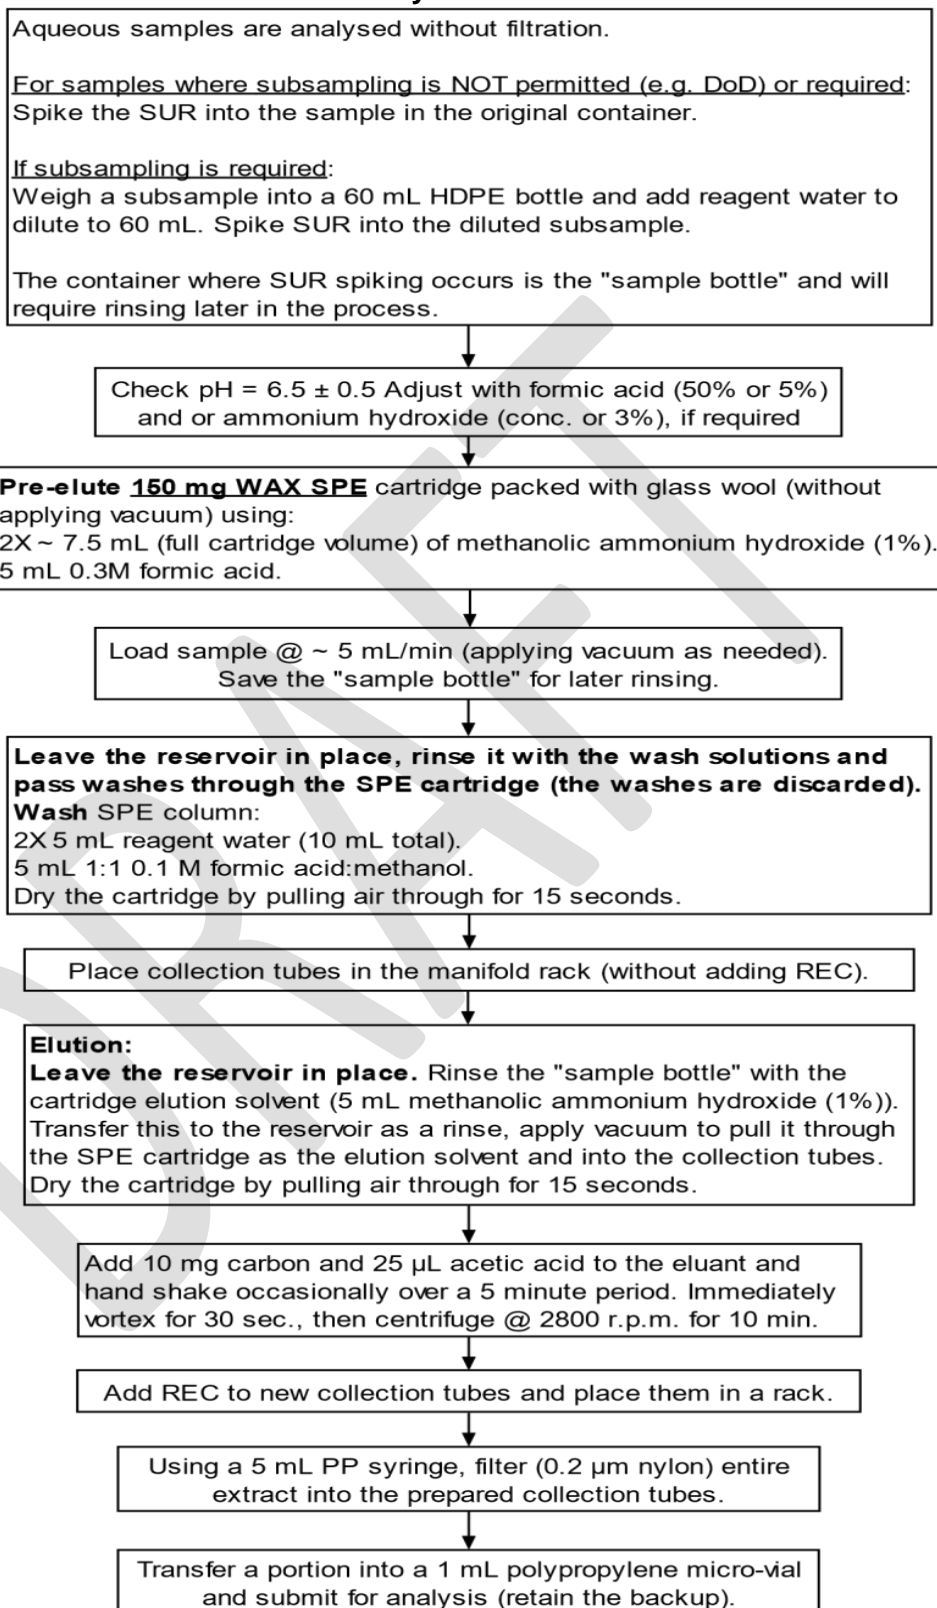 Aqueous samples are analysed without filtration.
For samples where subsampling is NOT permitted (e.g. DoD) or required:
Spike the SUR into the sample in the original container.
If subsampling is required:
Weigh a subsample into a 60 mL HDPE bottle and add reagent water to
dilute to 60 mL. Spike SUR into the diluted subsample.
The container where SUR spiking occurs is the "sample bottle" and will
require rinsing later in the process.
Check pH = 6.5 ± 0.5 Adjust with formic acid (50% or 5%)
and or ammonium hydroxide (conc. or 3%), if required
Pre-elute 150 mg WAX SPE cartridge packed with glass wool (without
applying vacuum) using:
2X ~ 7.5 mL (full cartridge volume) of methanolic ammonium hydroxide (1%).
5 mL 0.3M formic acid.
Load sample @ ~ 5 mL/min (applying vacuum as needed).
Save the "sample bottle" for later rinsing.
Leave the reservoir in place, rinse it with the wash solutions and
pass washes through the SPE cartridge (the washes are discarded).
Wash SPE column:
2X 5 mL reagent water (10 mL total).
5 mL 1:1 0.1 M formic acid:methanol.
Dry the cartridge by pulling air through for 15 seconds.
Place collection tubes in the manifold rack (without adding REC).
Elution:
Leave the reservoir in place. Rinse the "sample bottle" with the
cartridge elution solvent (5 mL methanolic ammonium hydroxide (1%)).
Transfer this to the reservoir as a rinse, apply vacuum to pull it through
the SPE cartridge as the elution solvent and into the collection tubes.
Dry the cartridge by pulling air through for 15 seconds.
Add 10 mg carbon and 25 µL acetic acid to the eluant and
hand shake occasionally over a 5 minute period. Immediately
vortex for 30 sec., then centrifuge @ 2800 r.p.m. for 10 min.
Add REC to new collection tubes and place them in a rack.
Using a 5 mL PP syringe, filter (0.2 µm nylon) entire
extract into the prepared collection tubes.
Transfer a portion into a 1 mL polypropylene micro-vial
and submit for analysis (retain the backup).
DRAFT